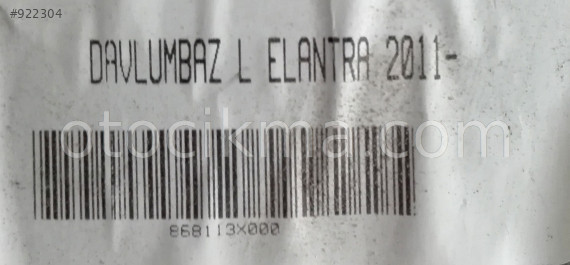 #922304
DAVLUMBAZ L ELANTRA 2011-
otocikma.com
868113X000